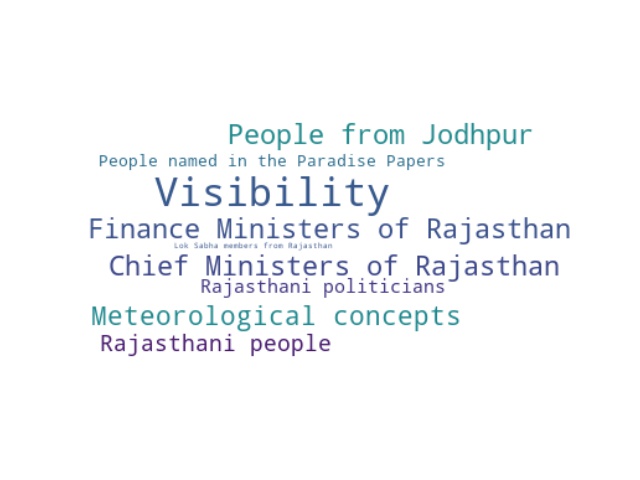 People from Jodhpur
People named in the Paradise Papers
Visibility
Finance Ministers of Rajasthan
Lok Sabha members from Rajasthan
Chief Ministers of Rajasthan
Rajasthani politicians
Meteorological concepts
Rajasthani people